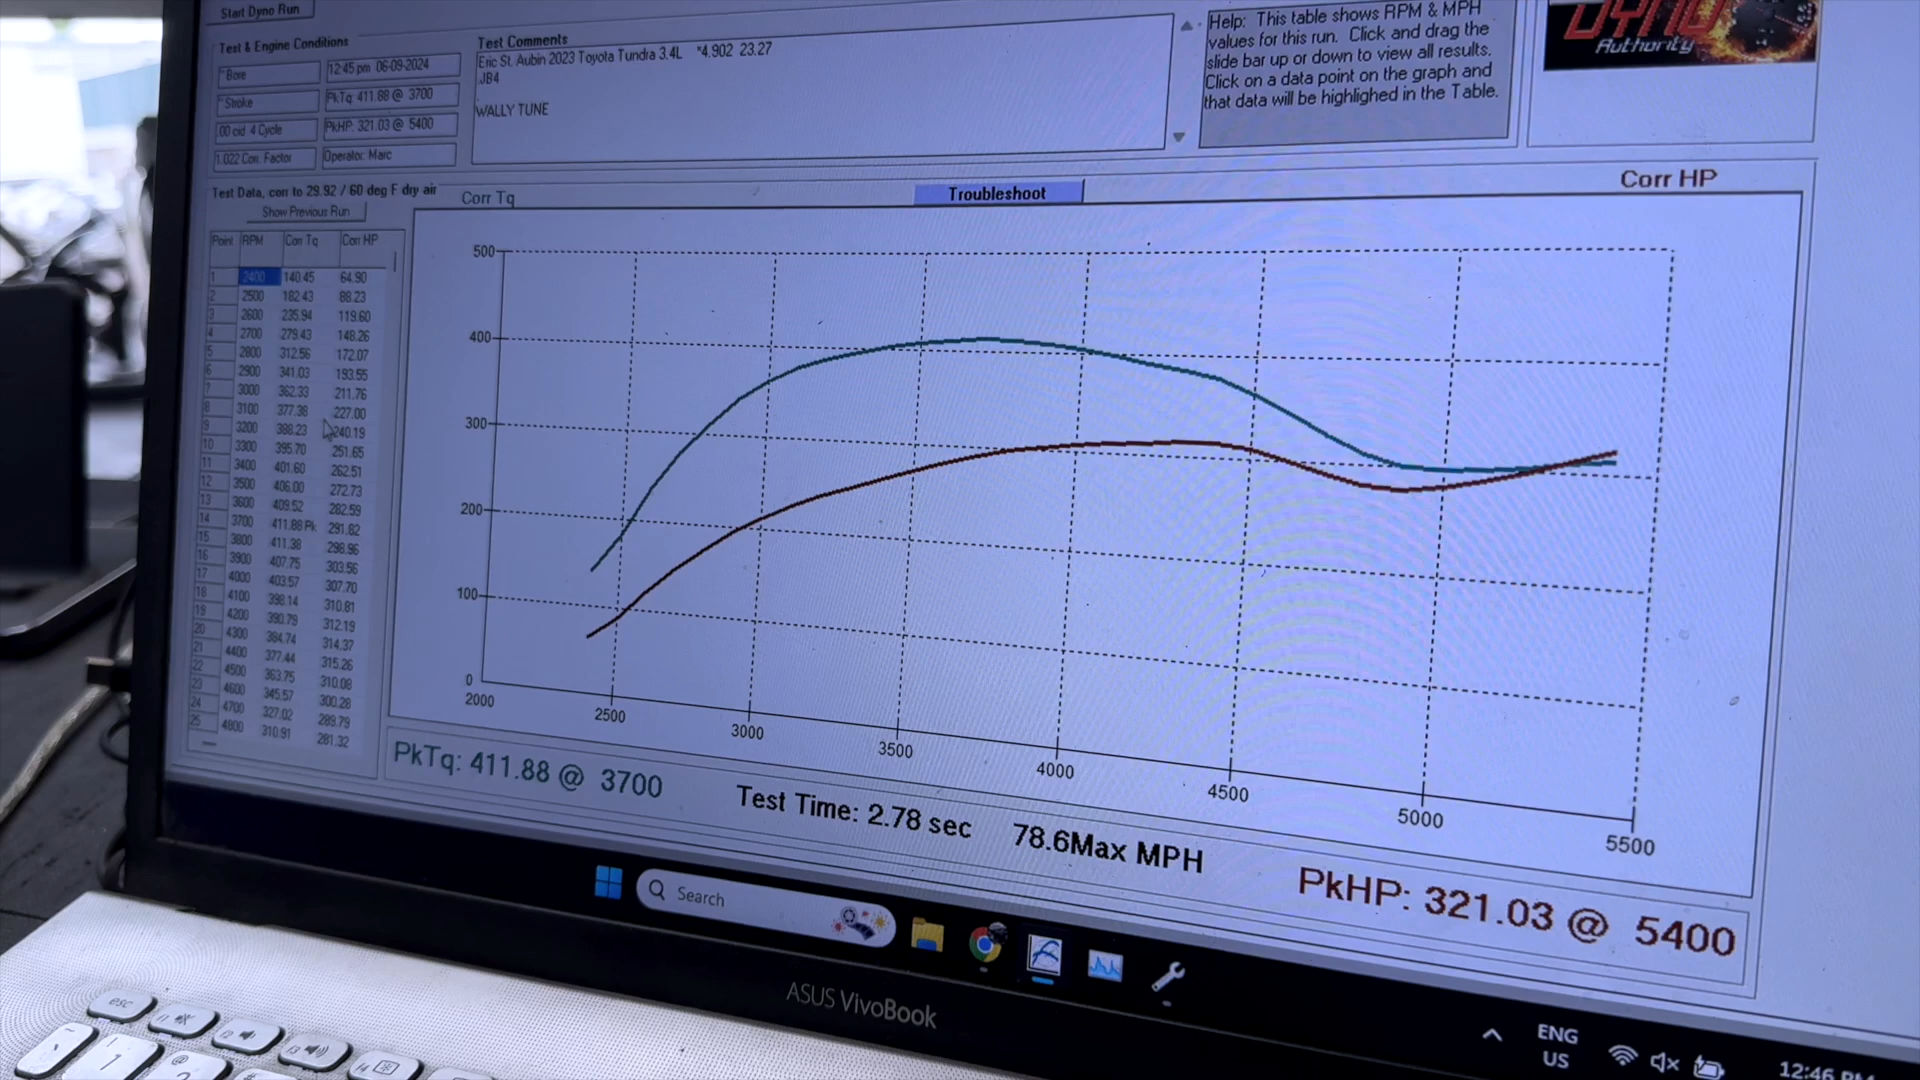 Start Dyno Run
Test & Engine Conditions
Bore
Stroke
00 cid 4 Cycle
1.022 Corr. Factor
12:45 pm 06-09-2024
PkTq: 411.88 @ 3700
PkHP: 321.03 @ 5400
Operator: Marc
Test Comments
Eric St. Aubin 2023 Toyota Tundra 3.4L *4.902 23.27
JB4
WALLY TUNE
Help: This table shows RPM & MPH
values for this run. Click and drag the
slide bar up or down to view all results.
Click on a data point on the graph and
that data will be highlighed in the Table.
DYNO
Authority
Test Data, corr to 29.92 / 60 deg F dry air
Show Previous Run
Corr Tq
Troubleshoot
Corr HP
Point RPM Corr Tq Corr HP
1 2400 140.45 64.90
2 2500 182.43 88.23
3 2600 235.94 119.60
4 2700 279.43 148.26
5 2800 312.56 172.07
6 2900 341.03 193.55
7 3000 362.33 211.76
8 3100 377.38 227.00
9 3200 388.23 240.19
10 3300 395.70 251.65
11 3400 401.60 262.51
12 3500 406.00 272.73
13 3600 409.52 282.59
14 3700 411.88 Pk 291.82
15 3800 411.38 298.96
16 3900 407.75 303.56
17 4000 403.57 307.70
18 4100 398.14 310.81
19 4200 390.79 312.19
20 4300 384.74 314.37
21 4400 377.44 315.26
22 4500 363.75 310.08
23 4600 345.57 300.28
24 4700 327.02 289.79
25 4800 310.91 281.32
500
400
300
200
100
0
2000 2500 3000 3500 4000 4500 5000 5500
PkTq: 411.88 @ 3700
Test Time: 2.78 sec
78.6Max MPH
PkHP: 321.03 @ 5400
Search
ENG
US
12:46 PM
ASUS VivoBook
esc
f1
f2
f3
f4
1
@
2